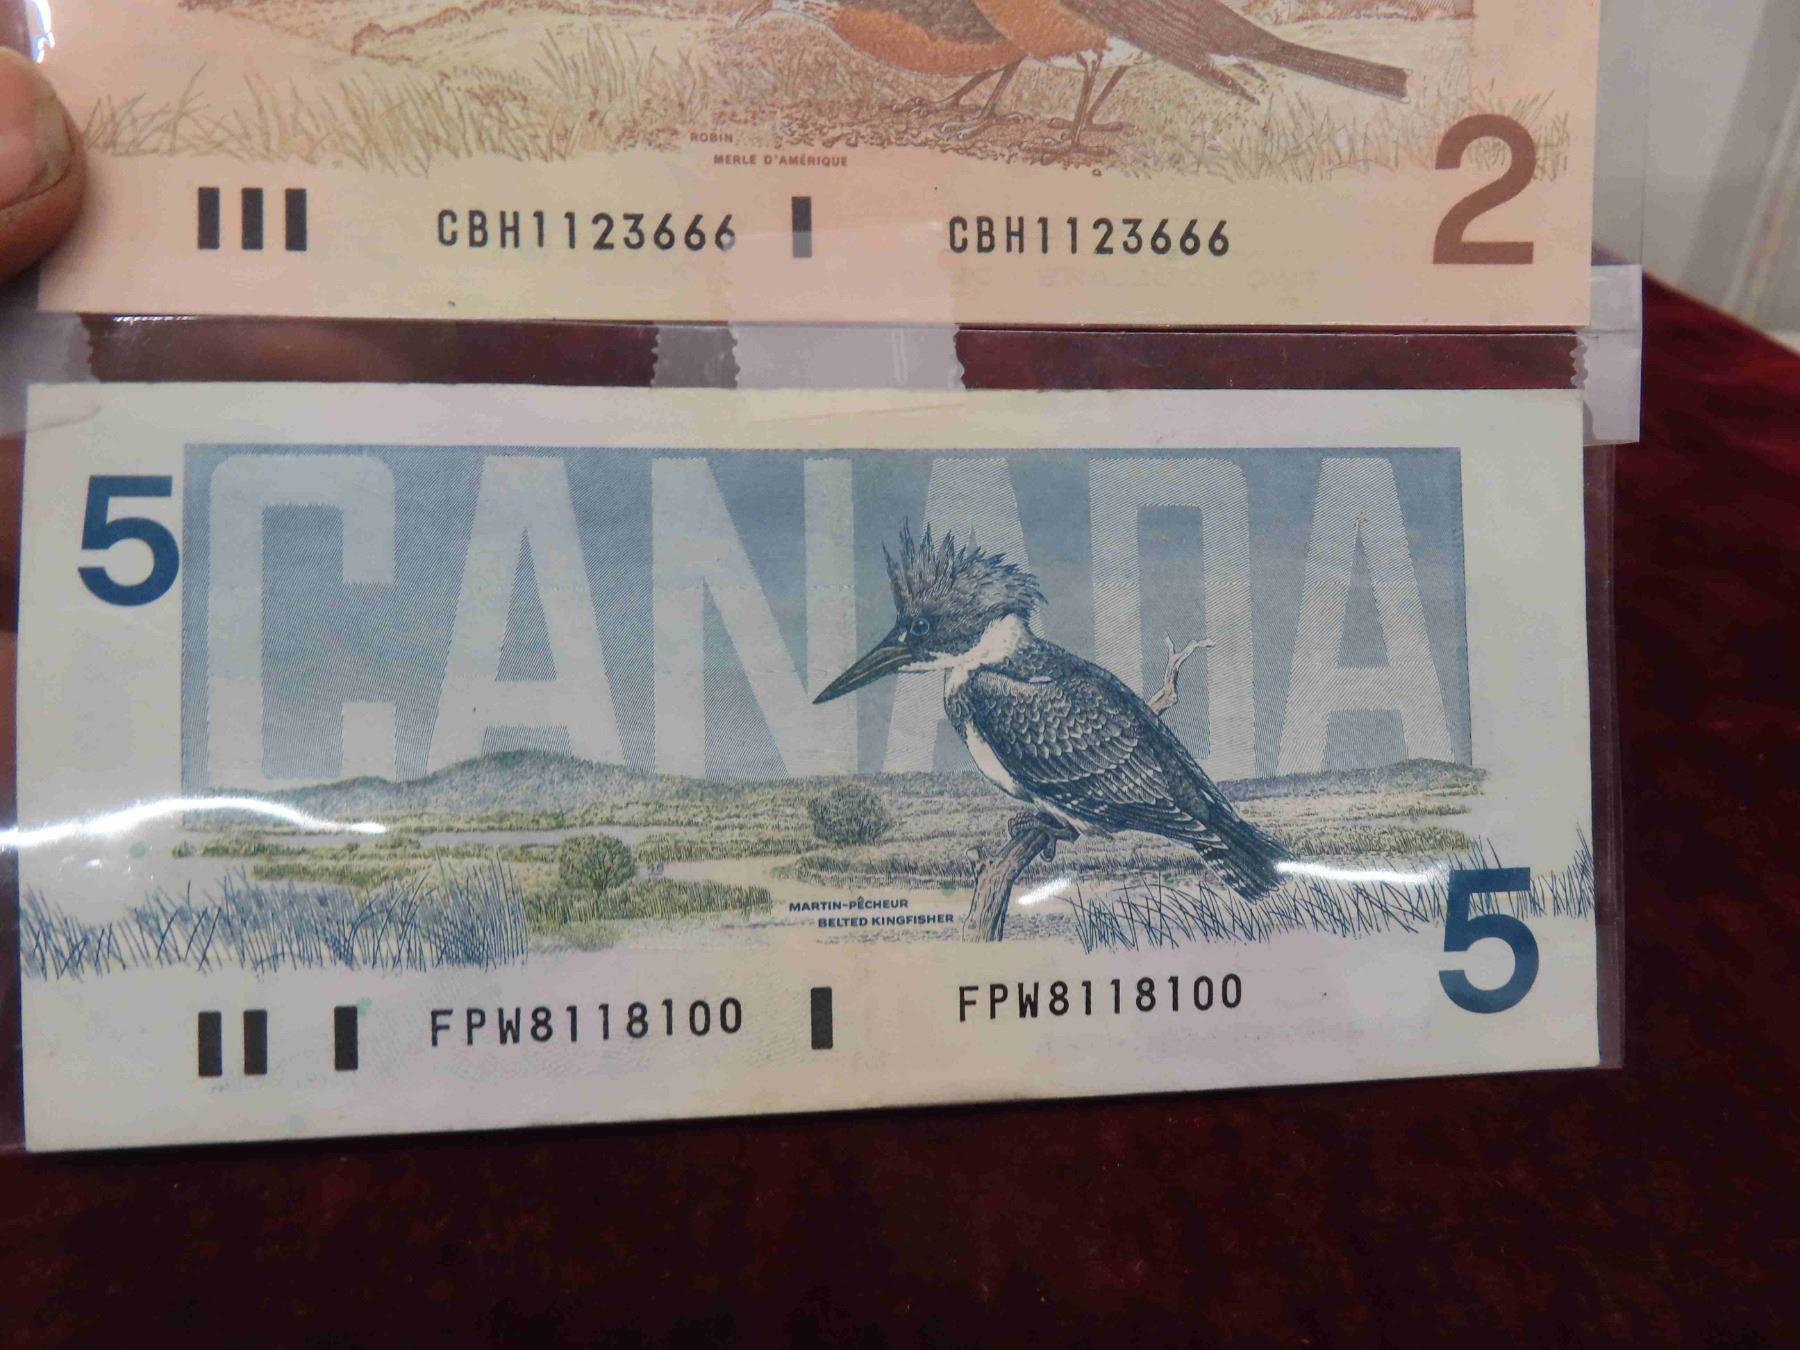 ROBIN
MERLE D'AMÉRIQUE
2
CBH1123666 CBH1123666
CANADA
5
MARTIN-PÊCHEUR
BELTED KINGFISHER
5
FPW8118100 FPW8118100